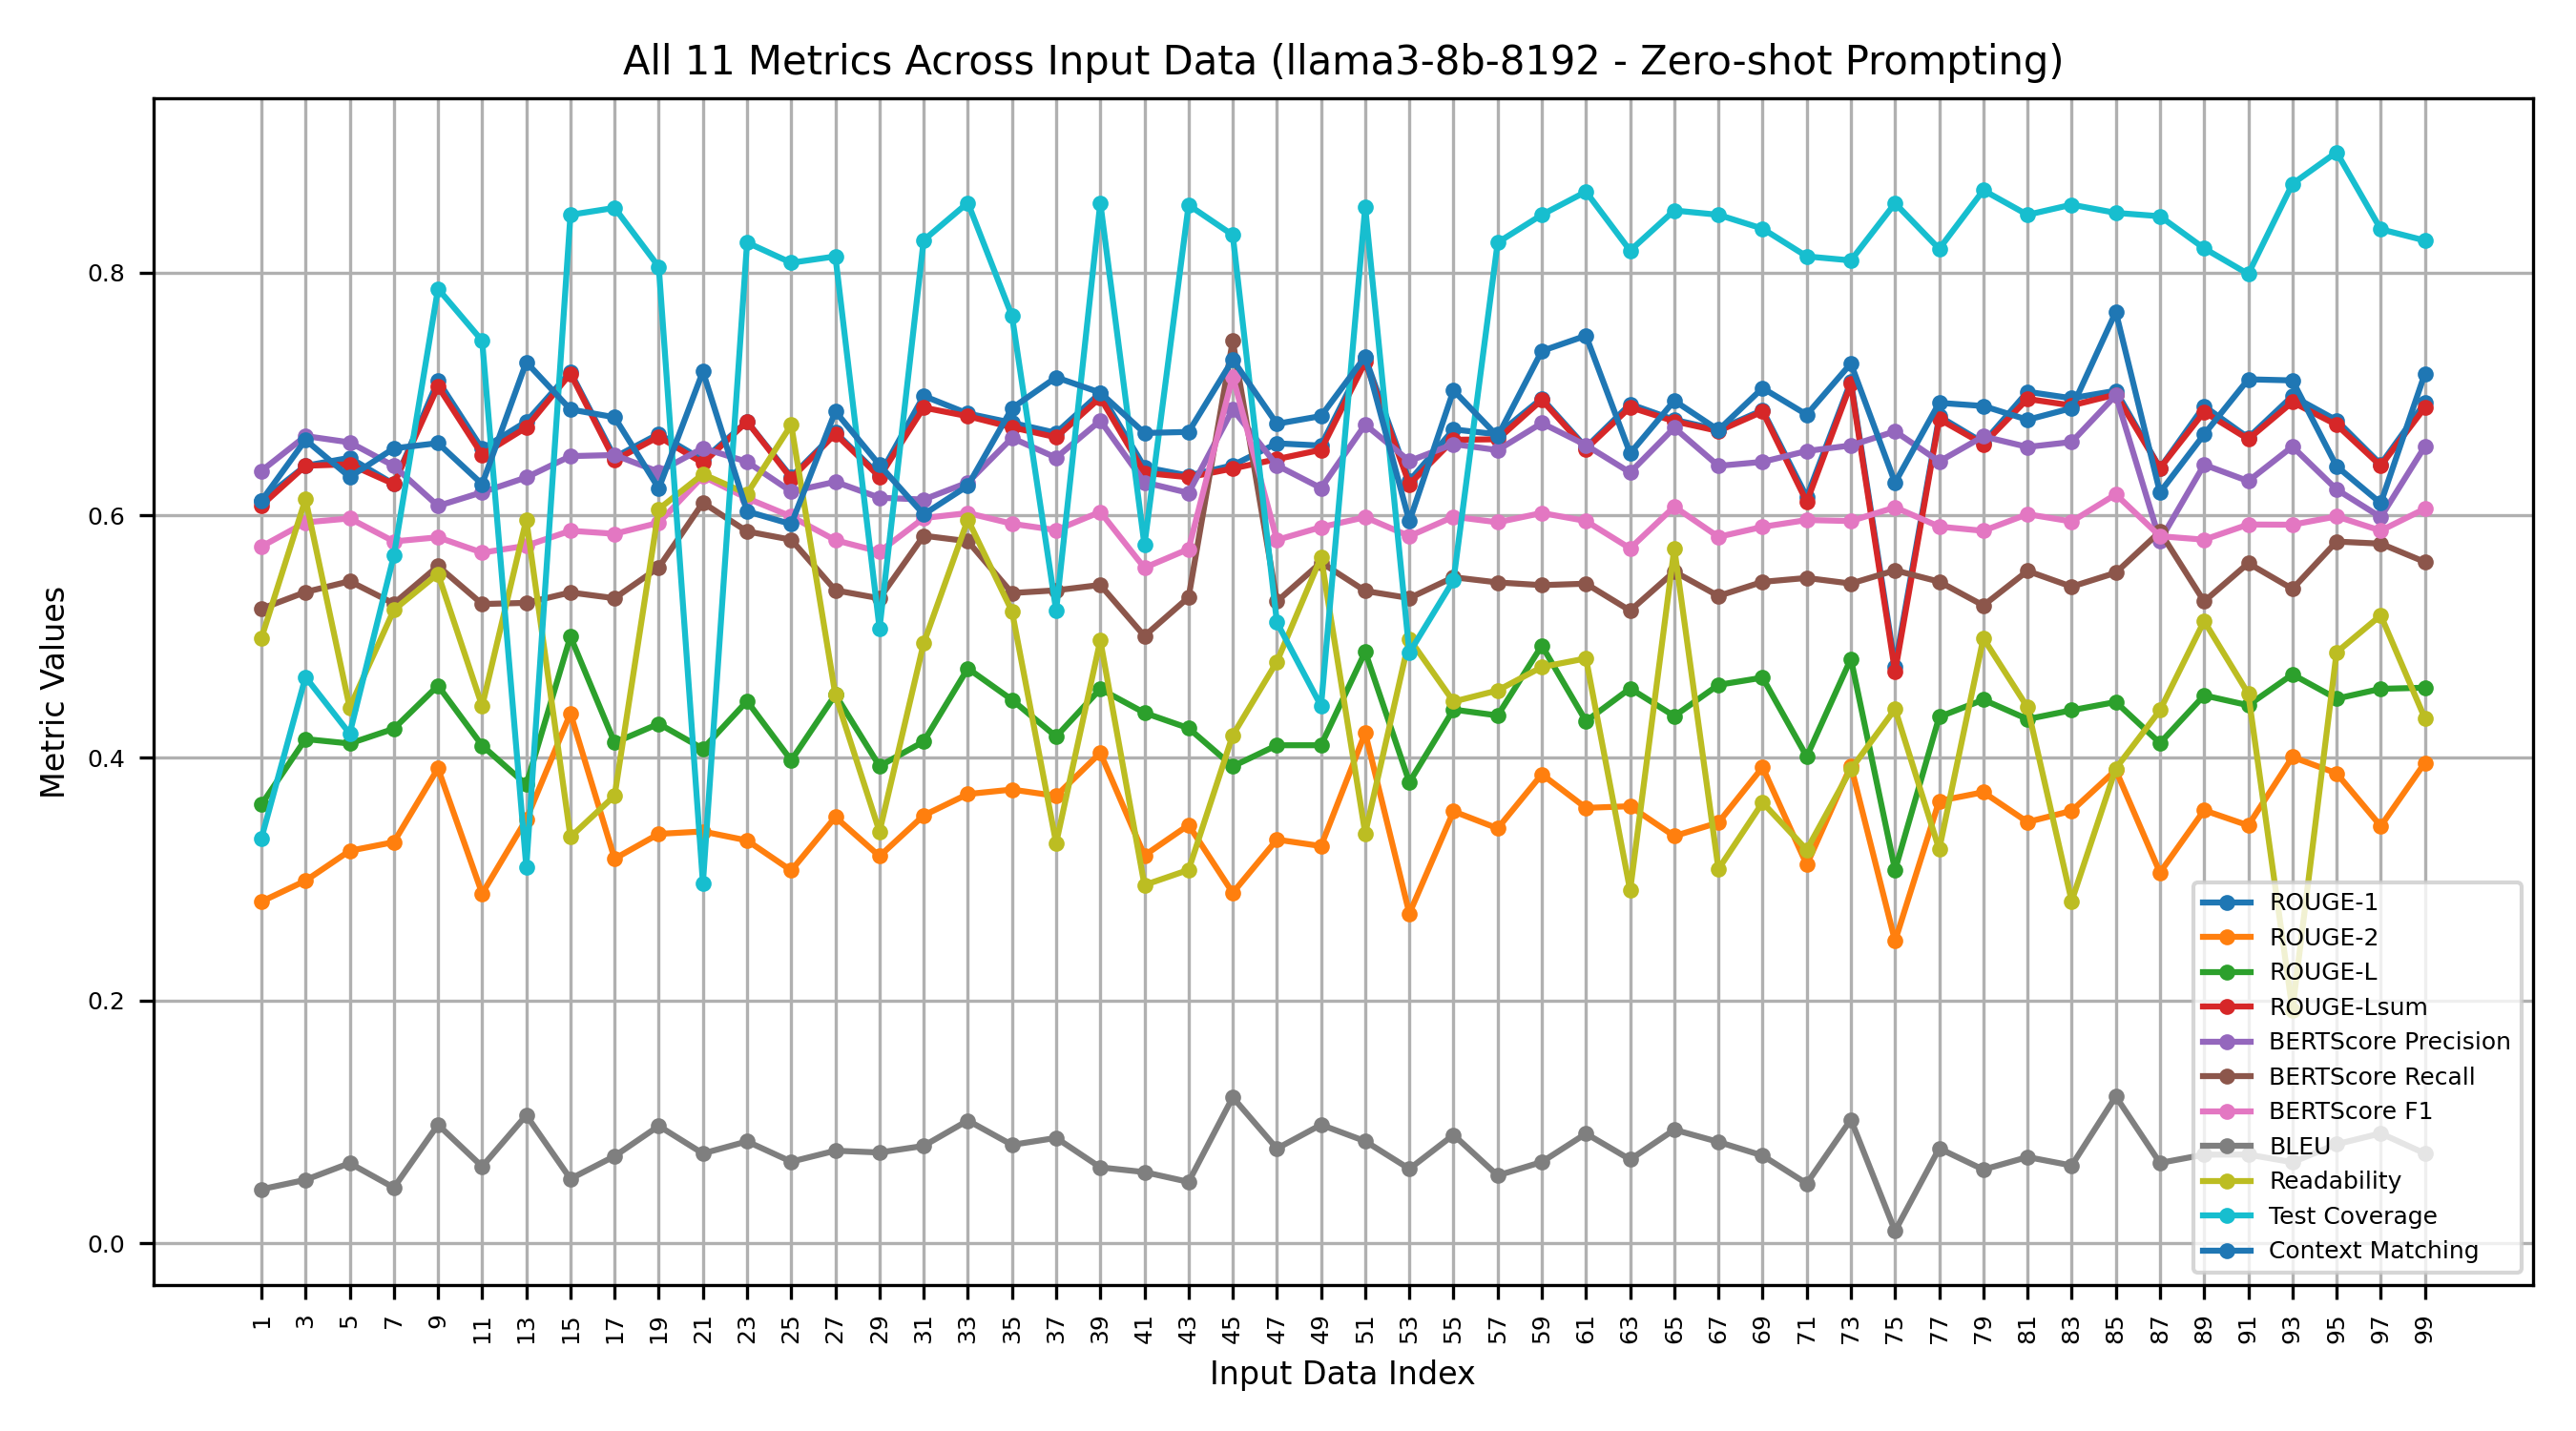 All 11 Metrics Across Input Data (llama3-8b-8192 - Zero-shot Prompting)
Metric Values
0.8
0.6
0.4
0.2
0.0
ROUGE-1
ROUGE-2
ROUGE-L
ROUGE-Lsum
BERTScore Precision
BERTScore Recall
BERTScore F1
BLEU
Readability
Test Coverage
Context Matching
1 3 5 7 9 11 13 15 17 19 21 23 25 27 29 31 33 35 37 39 41 43 45 47 49 51 53 55 57 59 61 63 65 67 69 71 73 75 77 79 81 83 85 87 89 91 93 95 97 99
Input Data Index